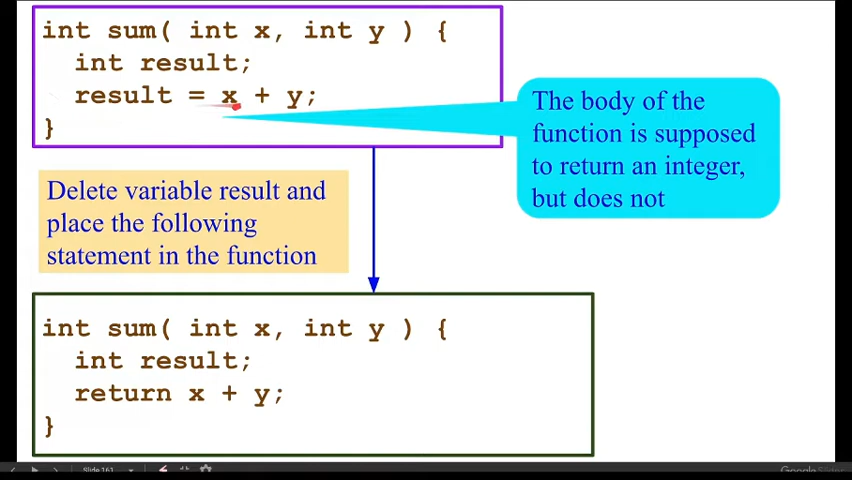 int sum( int x, int y ) {
int result;
result = x + y;
}
The body of the
function is supposed
to return an integer,
but does not
Delete variable result and
place the following
statement in the function
int sum( int x, int y ) {
int result;
return x + y;
}
Slide 161
Google Slides